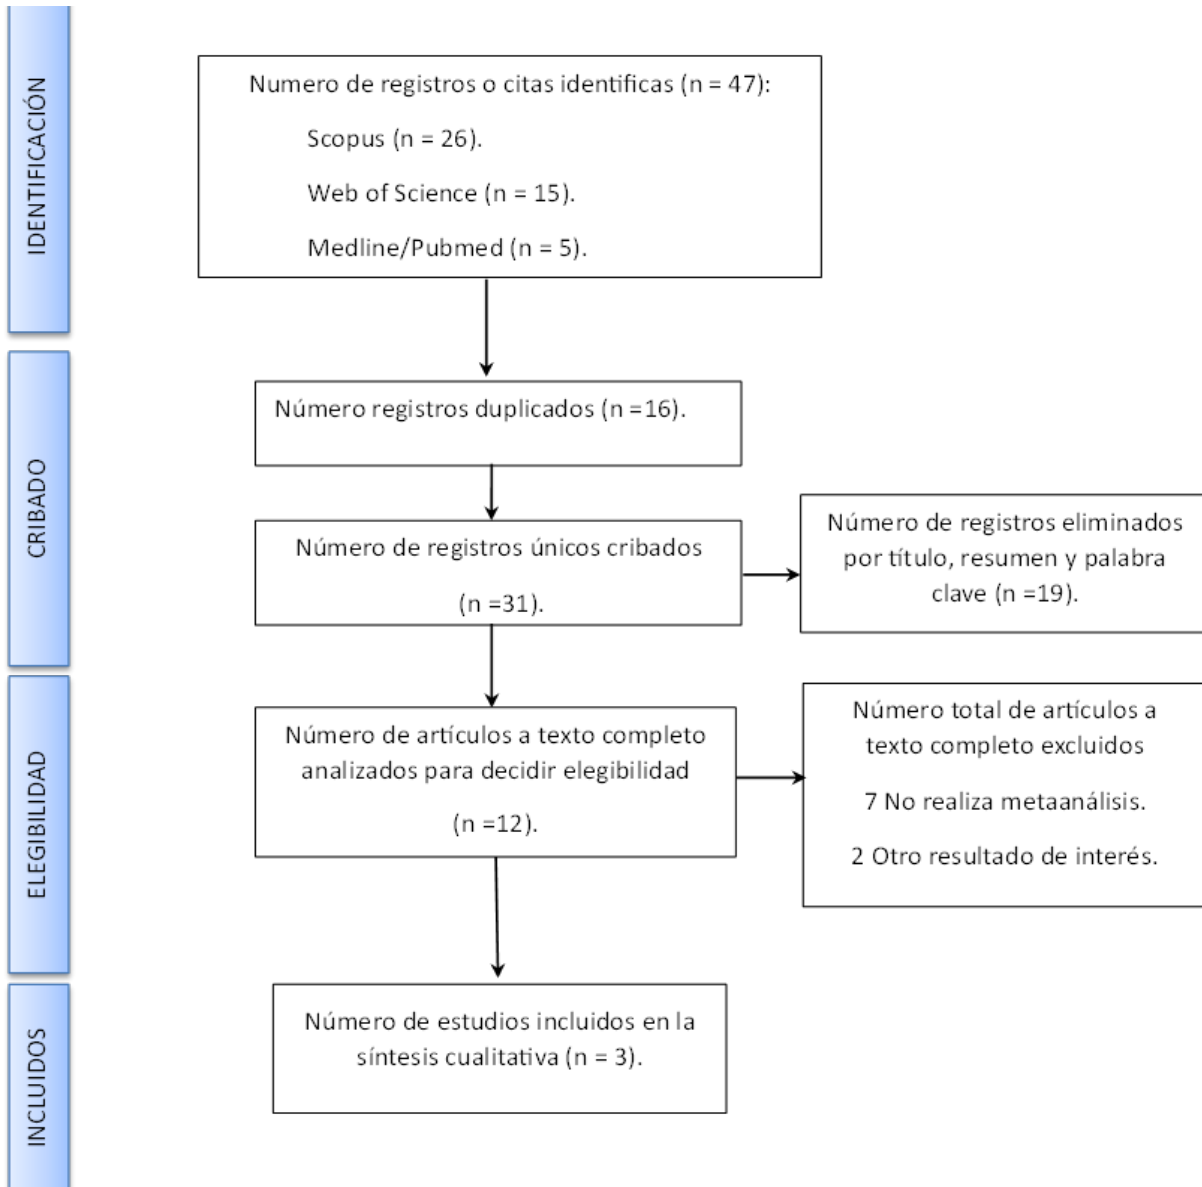 IDENTIFICACIÓN
Numero de registros o citas identificas (n = 47):
Scopus (n = 26).
Web of Science (n = 15).
Medline/Pubmed (n = 5).
CRIBADO
Número registros duplicados (n =16).
Número de registros únicos cribados
(n =31).
Número de registros eliminados
por título, resumen y palabra
clave (n =19).
ELEGIBILIDAD
Número de artículos a texto completo
analizados para decidir elegibilidad
(n =12).
Número total de artículos a
texto completo excluidos
7 No realiza metaanálisis.
2 Otro resultado de interés.
INCLUIDOS
Número de estudios incluidos en la
síntesis cualitativa (n = 3).